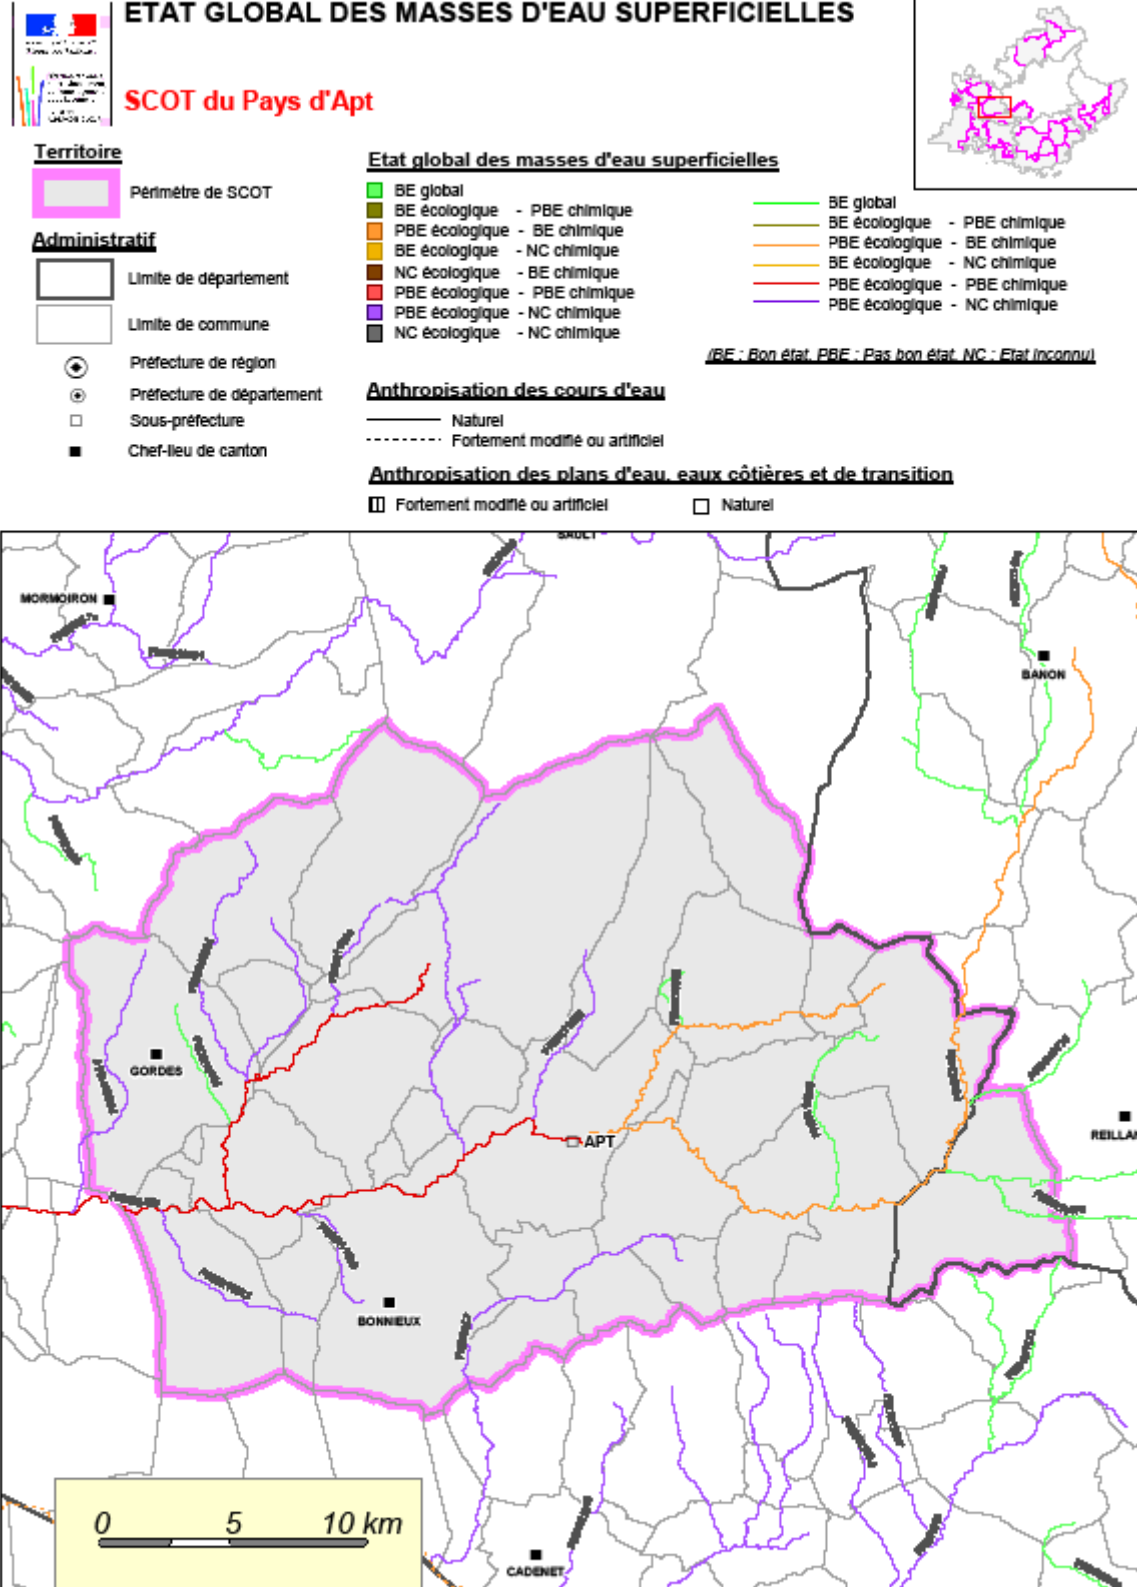 ETAT GLOBAL DES MASSES D'EAU SUPERFICIELLES
SCOT du Pays d'Apt
Territoire
Périmètre de SCOT
Administratif
Limite de département
Limite de commune
Préfecture de région
Préfecture de département
Sous-préfecture
Chef-lieu de canton
Etat global des masses d'eau superficielles
BE global
BE écologique - PBE chimique
PBE écologique - BE chimique
BE écologique - NC chimique
NC écologique - BE chimique
PBE écologique - PBE chimique
PBE écologique - NC chimique
NC écologique - NC chimique
BE global
BE écologique - PBE chimique
PBE écologique - BE chimique
BE écologique - NC chimique
PBE écologique - PBE chimique
PBE écologique - NC chimique
(BE : Bon état, PBE : Pas bon état, NC : Etat inconnu)
Anthropisation des cours d'eau
Naturel
Fortement modifié ou artificiel
Anthropisation des plans d'eau, eaux côtières et de transition
Fortement modifié ou artificiel
Naturel
SAULT
MORMOIRON
BANON
GORDES
APT
REILLAN
BONNIEUX
CADENET
0 5 10 km